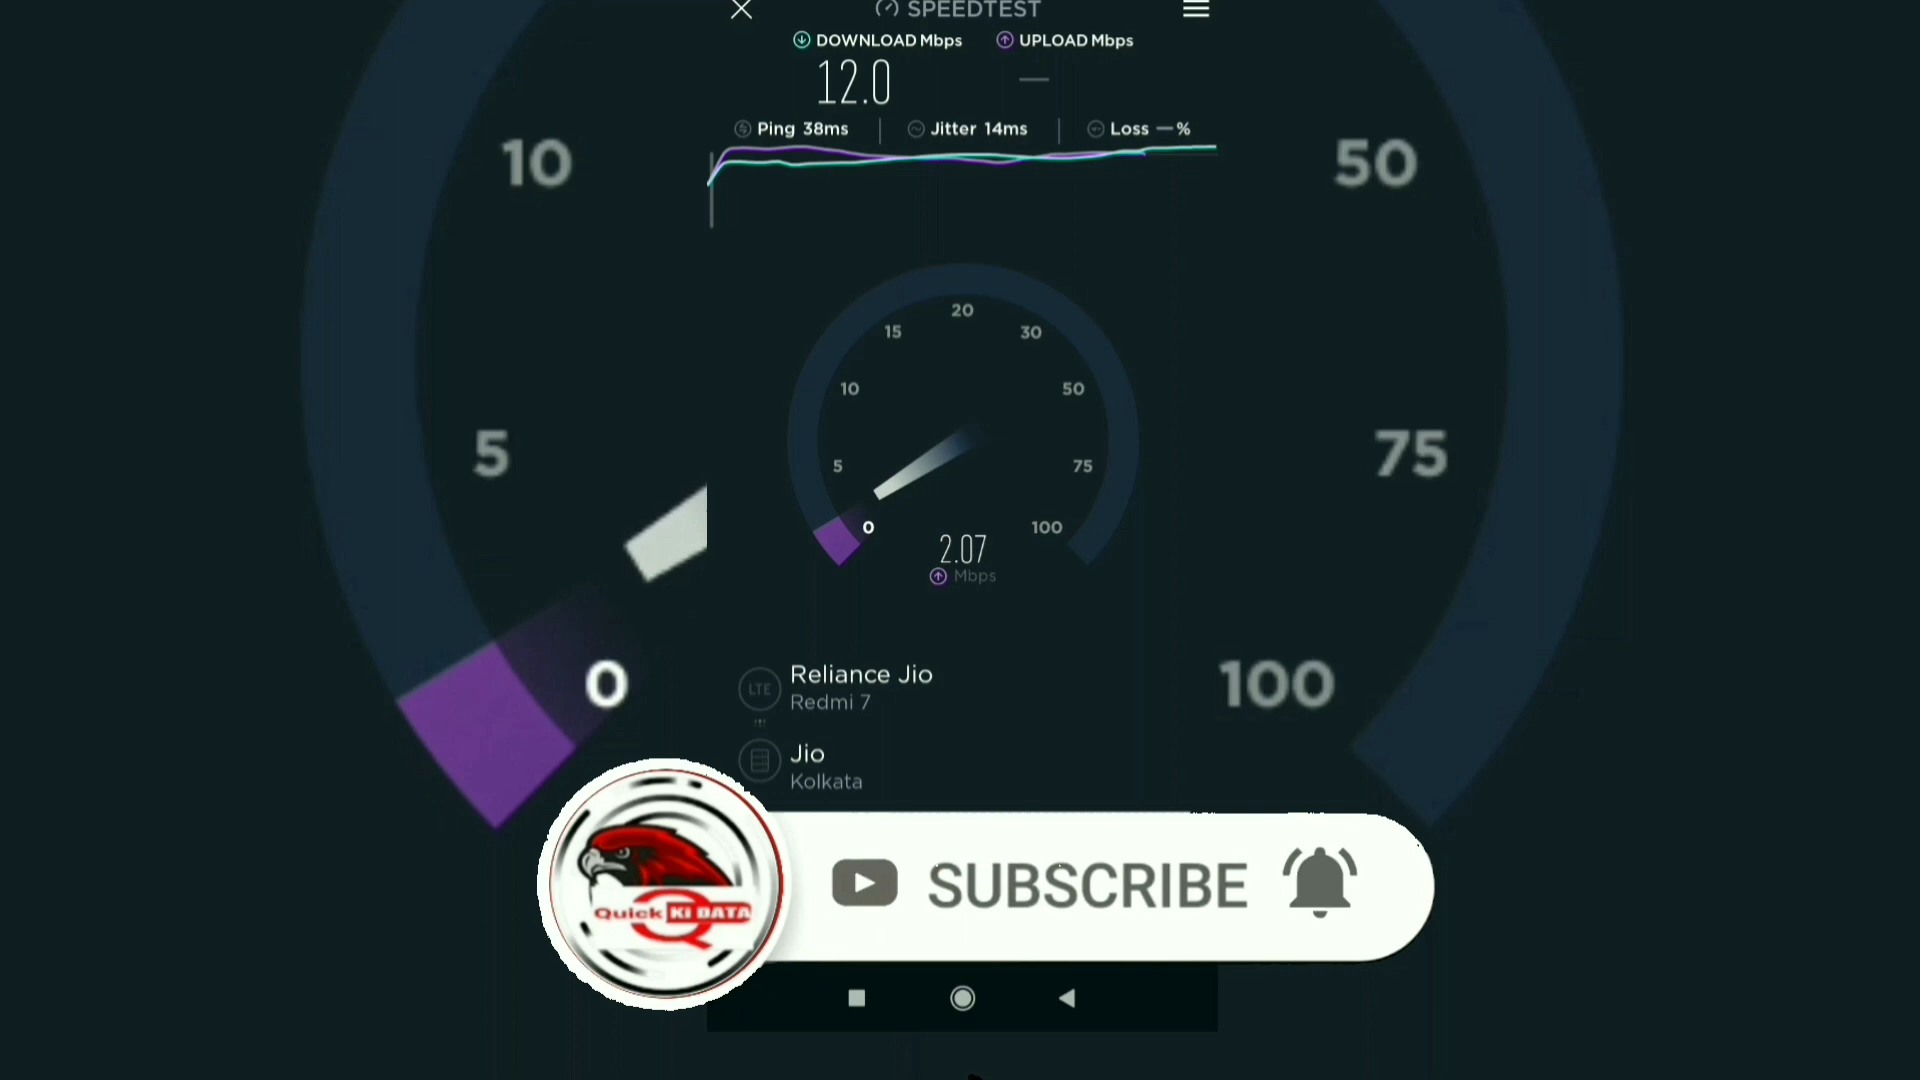 SPEEDTEST
DOWNLOAD Mbps
UPLOAD Mbps
12.0
Ping 38ms
Jitter 14ms
Loss — %
10
50
5
75
0
100
20
15
30
10
50
5
75
0
100
2.07
Mbps
LTE
Reliance Jio
Redmi 7
Jio
Kolkata
Quick Ki DATA
SUBSCRIBE